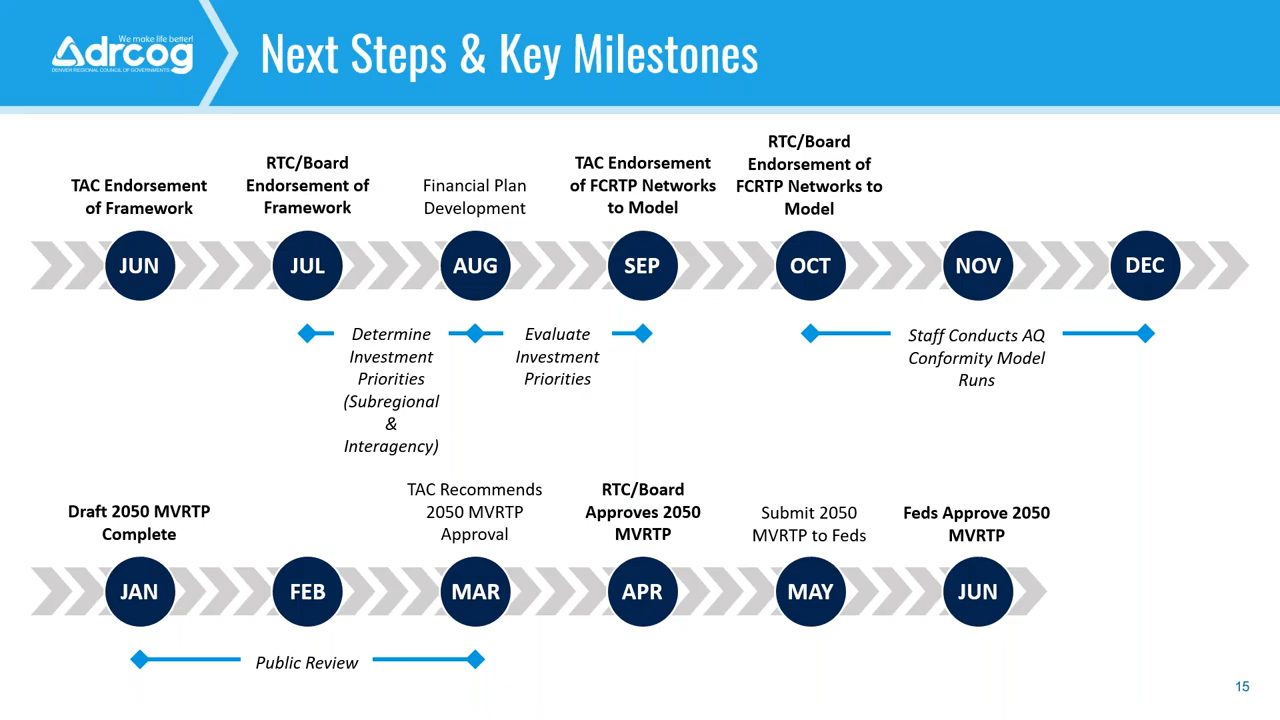 We make life better!
drcog
DENVER REGIONAL COUNCIL OF GOVERNMENTS
Next Steps & Key Milestones
TAC Endorsement
of Framework
RTC/Board
Endorsement of
Framework
Financial Plan
Development
TAC Endorsement
of FCRTP Networks
to Model
RTC/Board
Endorsement of
FCRTP Networks to
Model
JUN
JUL
AUG
SEP
OCT
NOV
DEC
Determine
Investment
Priorities
(Subregional
&
Interagency)
Evaluate
Investment
Priorities
Staff Conducts AQ
Conformity Model
Runs
Draft 2050 MVRTP
Complete
TAC Recommends
2050 MVRTP
Approval
RTC/Board
Approves 2050
MVRTP
Submit 2050
MVRTP to Feds
Feds Approve 2050
MVRTP
JAN
FEB
MAR
APR
MAY
JUN
Public Review
15